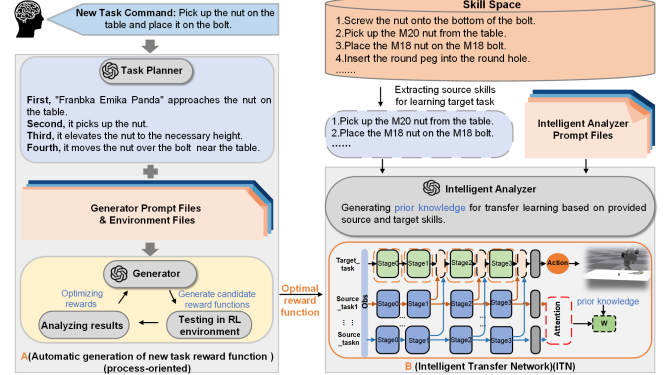 New Task Command: Pick up the nut on the
table and place it on the bolt.
Task Planner
First, "Franbka Emika Panda" approaches the nut on
the table.
Second, it picks up the nut.
Third, it elevates the nut to the necessary height.
Fourth, it moves the nut over the bolt near the table.
Generator Prompt Files
& Environment Files
Generator
Optimizing
rewards
Generate candidate
reward functions
Analyzing results
Testing in RL
environment
A(Automatic generation of new task reward function )
(process-oriented)
Optimal
reward
function
Skill Space
1.Screw the nut onto the bottom of the bolt.
2.Pick up the M20 nut from the table.
3.Place the M18 nut on the M18 bolt.
4.Insert the round peg into the round hole.
.......
Extracting source skills
for learning target task
1.Pick up the M20 nut from the table.
2.Place the M18 nut on the M18 bolt.
......
Intelligent Analyzer
Prompt Files
Intelligent Analyzer
Generating prior knowledge for transfer learning based on provided
source and target skills.
Target_
task
Stage0
Stage1
Stage2
Stage3
Action
Obs
Source
_task1
Stage0
Stage1
Stage2
Stage3
Source
_taskn
Stage0
Stage1
Stage2
Stage3
Attention
prior knowledge
W
B (Intelligent Transfer Network)(ITN)